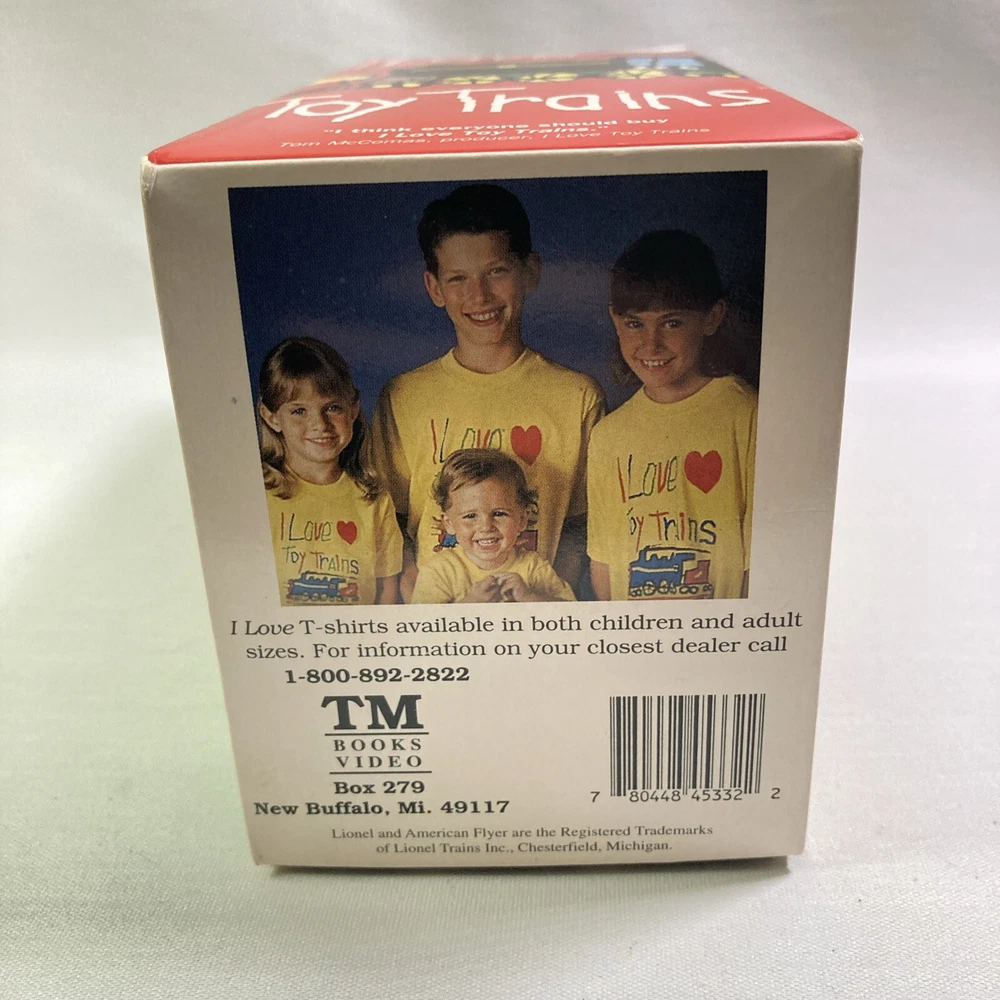 Toy Trains
"I think everyone should buy
I Love Toy Trains."
Tom McComas, producer, I Love Toy Trains
I Love
I Love
Toy Trains
I Love
Toy Trains
I Love T-shirts available in both children and adult
sizes. For information on your closest dealer call
1-800-892-2822
TM
BOOKS
VIDEO
Box 279
New Buffalo, Mi. 49117
7 80448 45332 2
Lionel and American Flyer are the Registered Trademarks
of Lionel Trains Inc., Chesterfield, Michigan.